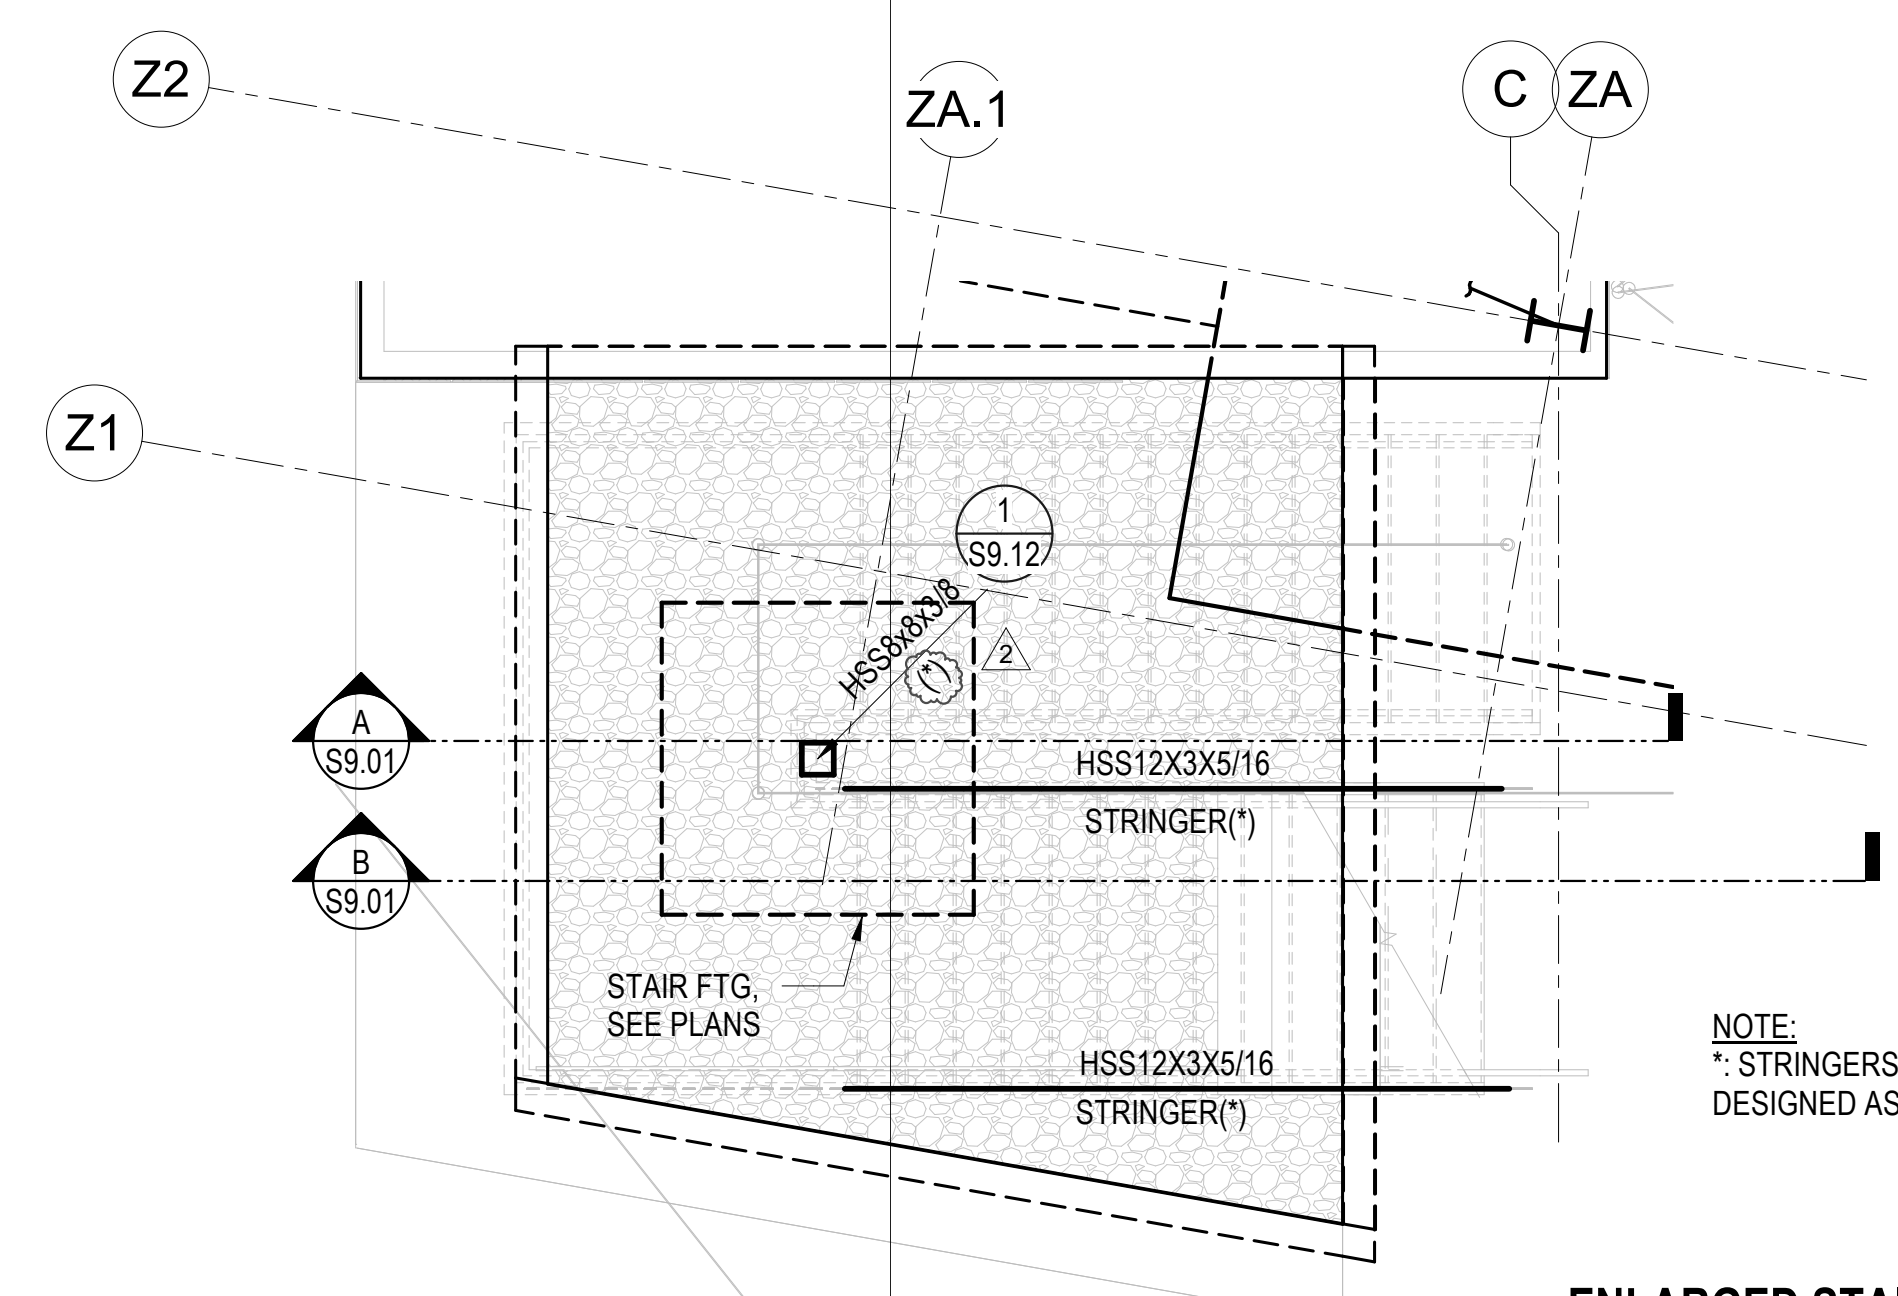 Z2
ZA.1
C
ZA
Z1
1
S9.12
HSS8x8x3/8
(*)
2
A
S9.01
HSS12X3X5/16
STRINGER(*)
B
S9.01
STAIR FTG,
SEE PLANS
NOTE:
*: STRINGERS
DESIGNED AS
HSS12X3X5/16
STRINGER(*)
ENLARGED